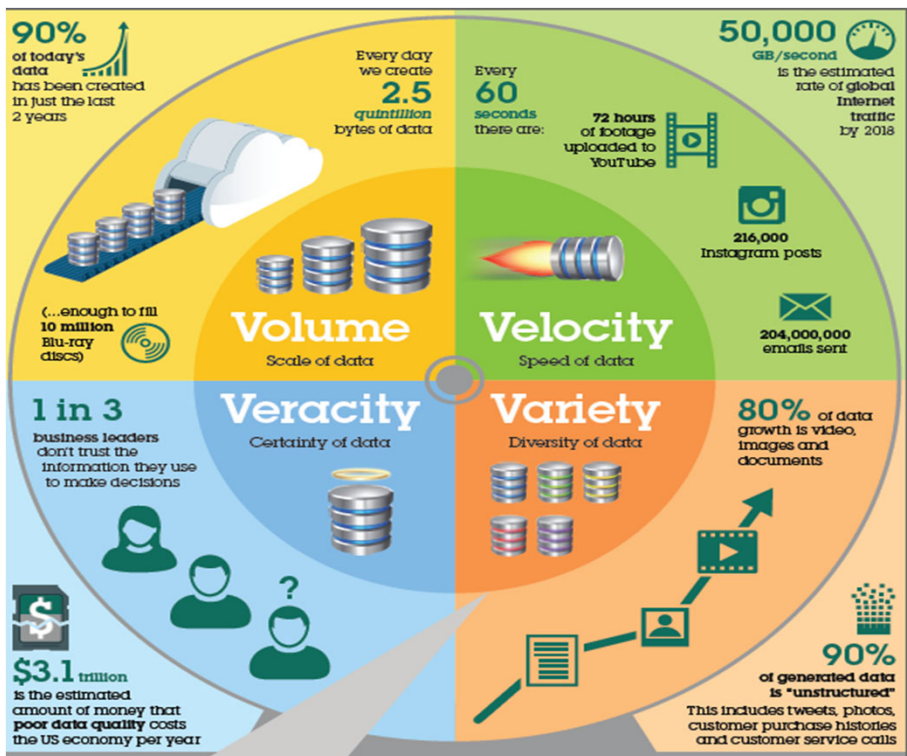 90%
of today's
data
has been created
in just the last
2 years
Every day
we create
2.5
quintillion
bytes of data
(...enough to fill
10 million
Blu-ray
discs)
Volume
Scale of data
Every
60
seconds
there are:
72 hours
of footage
uploaded to
YouTube
50,000
GB/second
is the estimated
rate of global
Internet
traffic
by 2018
216,000
Instagram posts
204,000,000
emails sent
Velocity
Speed of data
1 in 3
business leaders
don't trust the
information they use
to make decisions
Veracity
Certainty of data
?
$
$3.1 trillion
is the estimated
amount of money that
poor data quality costs
the US economy per year
Variety
Diversity of data
80% of data
growth is video,
images and
documents
90%
of generated data
is "unstructured"
This includes tweets, photos,
customer purchase histories
and customer service calls